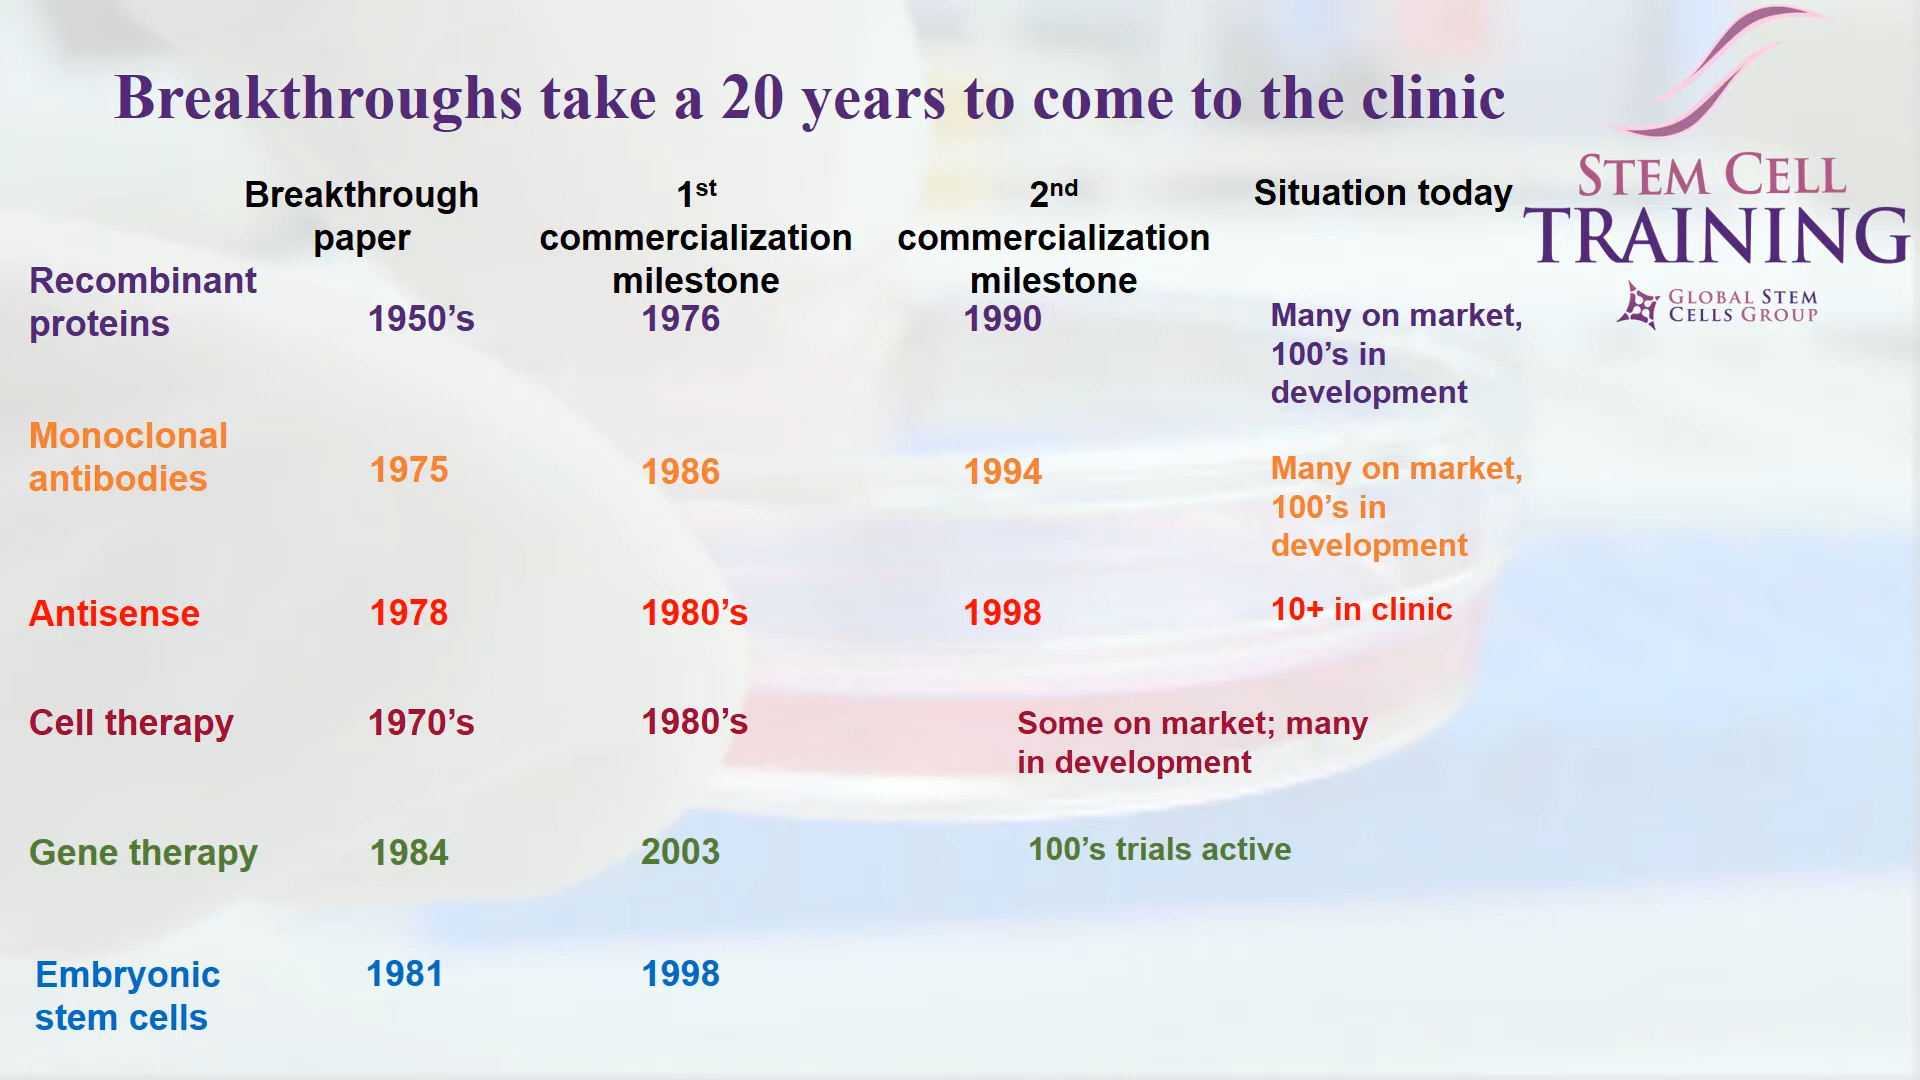 Breakthroughs take a 20 years to come to the clinic
STEM CELL
TRAINING
GLOBAL STEM
CELLS GROUP
Breakthrough
paper
1st
commercialization
milestone
2nd
commercialization
milestone
Situation today
Recombinant
proteins
1950’s
1976
1990
Many on market,
100’s in
development
Monoclonal
antibodies
1975
1986
1994
Many on market,
100’s in
development
Antisense
1978
1980’s
1998
10+ in clinic
Cell therapy
1970’s
1980’s
Some on market; many
in development
Gene therapy
1984
2003
100’s trials active
Embryonic
stem cells
1981
1998